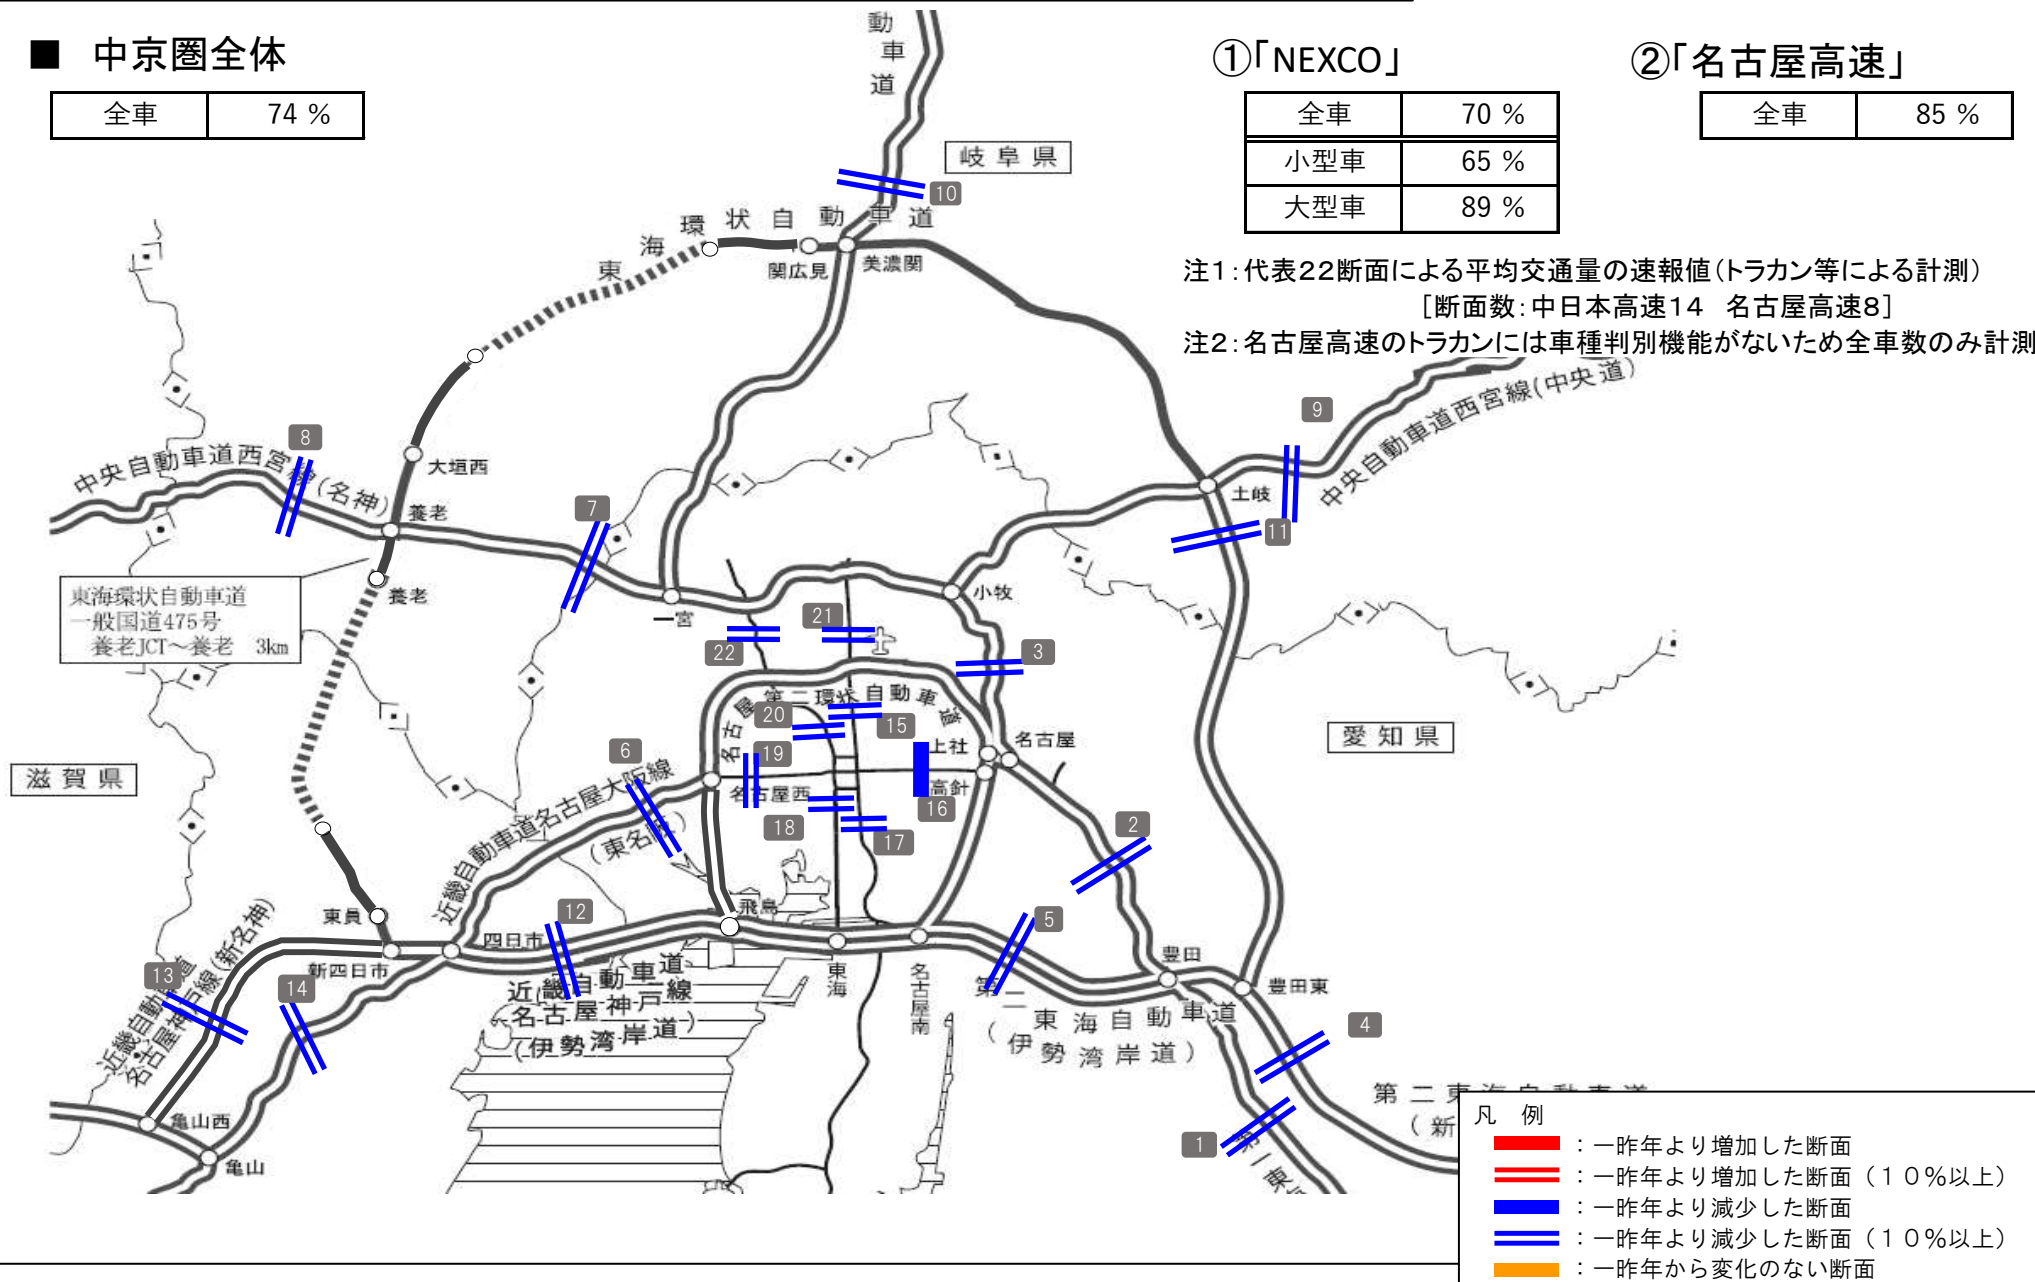 ■ 中京圏全体
全車 74 %
①「NEXCO」
全車 70 %
小型車 65 %
大型車 89 %
②「名古屋高速」
全車 85 %
注1：代表22断面による平均交通量の速報値（トラカン等による計測）
［断面数：中日本高速14　名古屋高速8］
注2：名古屋高速のトラカンには車種判別機能がないため全車数のみ計測
動車道
岐阜県
10
東海環状自動車道
関広見
美濃関
中央自動車道西宮線(中央道)
9
8
中央自動車道西宮線(名神)
大垣西
養老
7
土岐
11
東海環状自動車道
一般国道475号
養老JCT～養老　3km
養老
一宮
小牧
21
22
3
名古屋第二環状自動車道
20
15
19
上社
名古屋
愛知県
滋賀県
6
近畿自動車道名古屋大阪線
(東名阪)
名古屋西
高針
16
18
17
2
飛島
東員
12
四日市
5
新四日市
東海
名古屋南
豊田
豊田東
13
14
近畿自動車道
名古屋神戸線(新名神)
近畿自動車道
名古屋神戸線
(伊勢湾岸道)
第二東海自動車道
(伊勢湾岸道)
4
1
亀山西
亀山
第二東海自動車道
(新
第一東
凡　例
：一昨年より増加した断面
：一昨年より増加した断面（１０％以上）
：一昨年より減少した断面
：一昨年より減少した断面（１０％以上）
：一昨年から変化のない断面